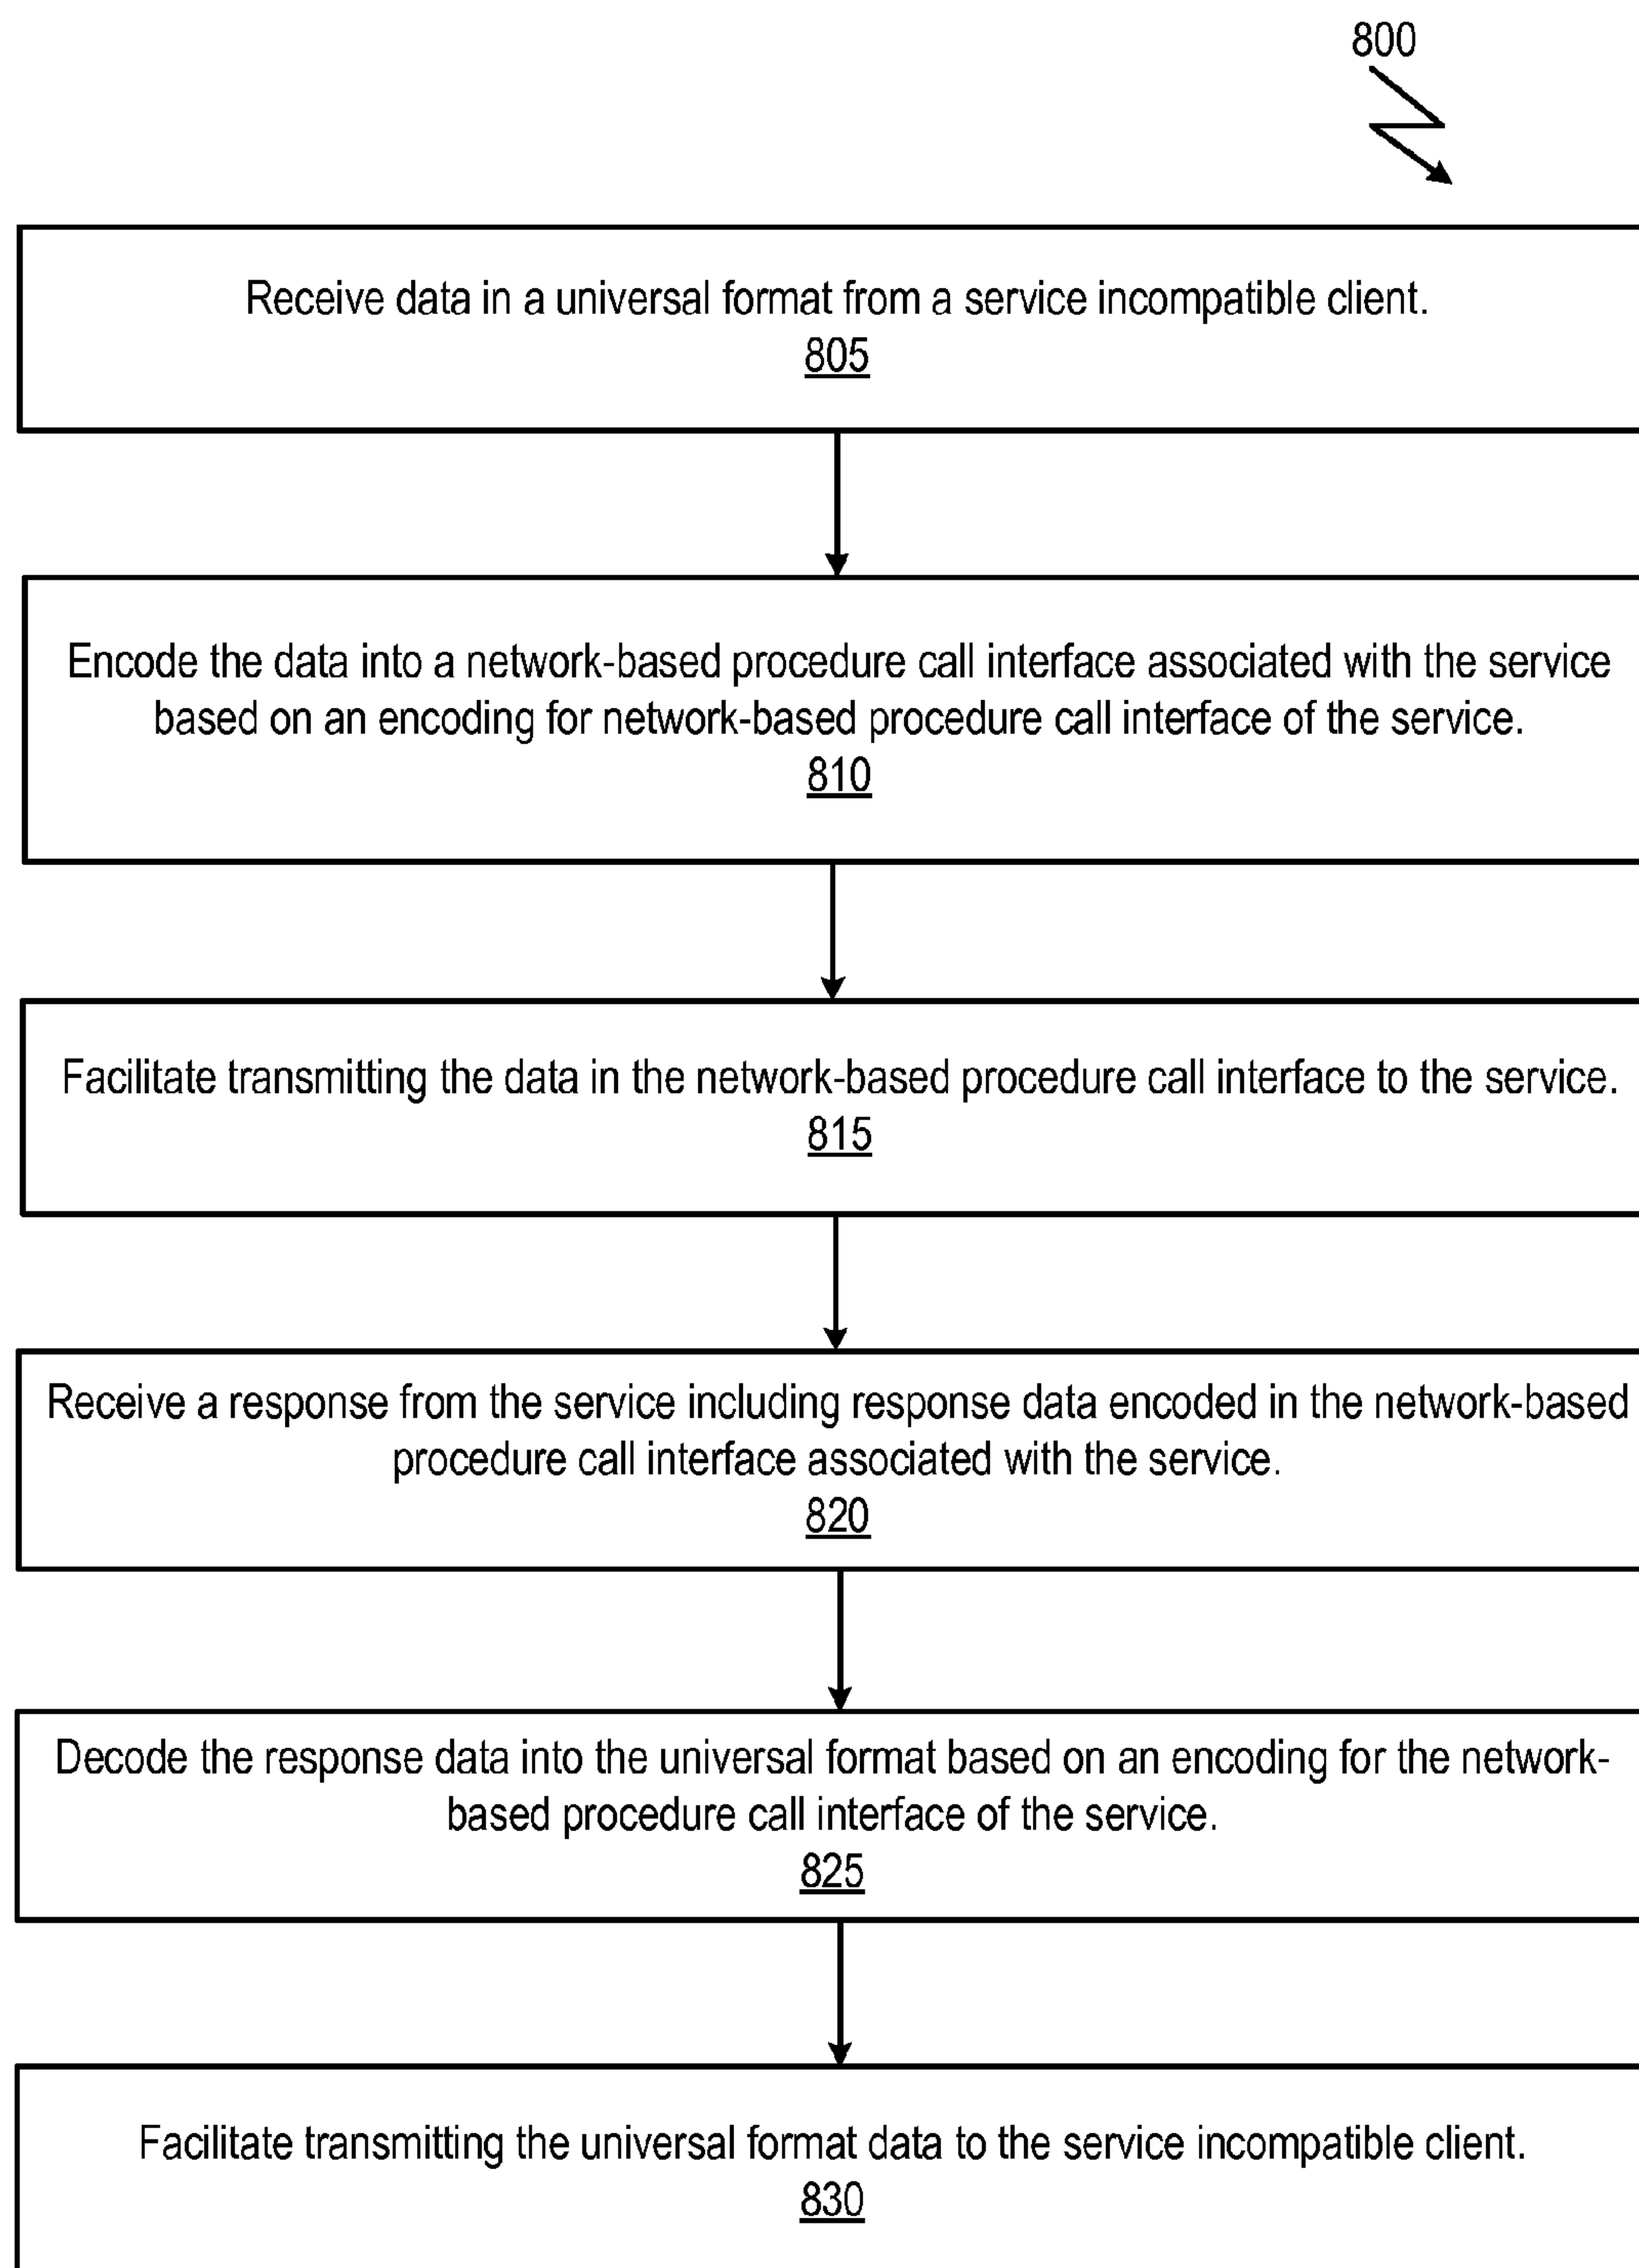 800
Receive data in a universal format from a service incompatible client.
805
Encode the data into a network-based procedure call interface associated with the service
based on an encoding for network-based procedure call interface of the service.
810
Facilitate transmitting the data in the network-based procedure call interface to the service.
815
Receive a response from the service including response data encoded in the network-based
procedure call interface associated with the service.
820
Decode the response data into the universal format based on an encoding for the network-
based procedure call interface of the service.
825
Facilitate transmitting the universal format data to the service incompatible client.
830